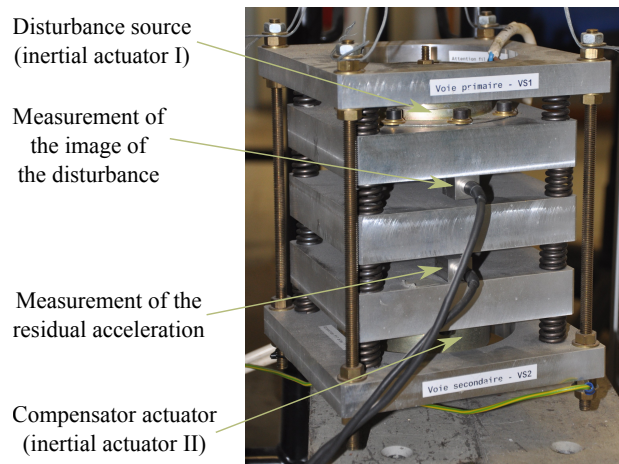 Disturbance source
(inertial actuator I)
Measurement of
the image of
the disturbance
Measurement of the
residual acceleration
Compensator actuator
(inertial actuator II)
Voie primaire - VS1
Voie secondaire - VS2